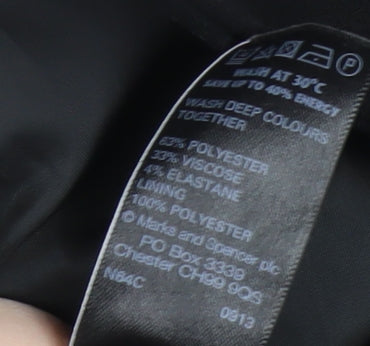 WASH AT 30°C
SAVE UP TO 40% ENERGY
WASH DEEP COLOURS
TOGETHER
63% POLYESTER
33% VISCOSE
4% ELASTANE
LINING
100% POLYESTER
© Marks and Spencer plc
PO Box 3339
Chester CH99 9QS
N84C
0913